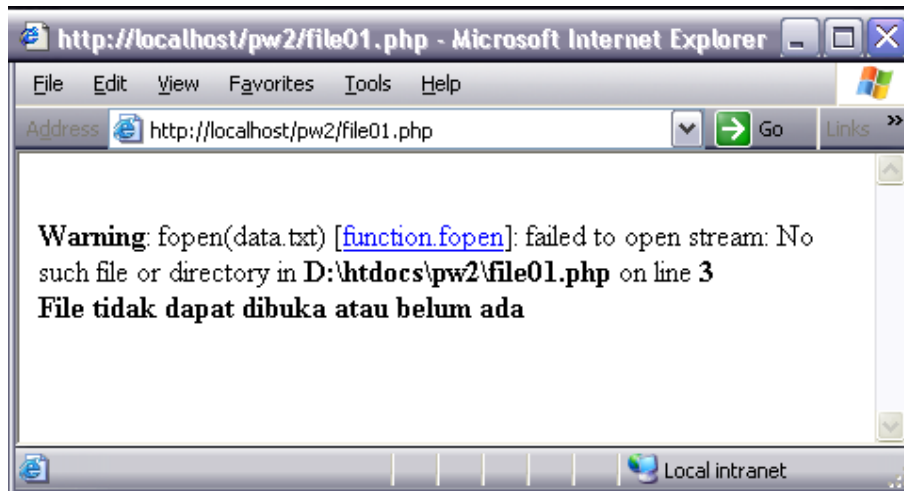 http://localhost/pw2/file01.php - Microsoft Internet Explorer
File Edit View Favorites Tools Help
Address http://localhost/pw2/file01.php Go Links »
Warning: fopen(data.txt) [function.fopen]: failed to open stream: No
such file or directory in D:\htdocs\pw2\file01.php on line 3
File tidak dapat dibuka atau belum ada
Local intranet